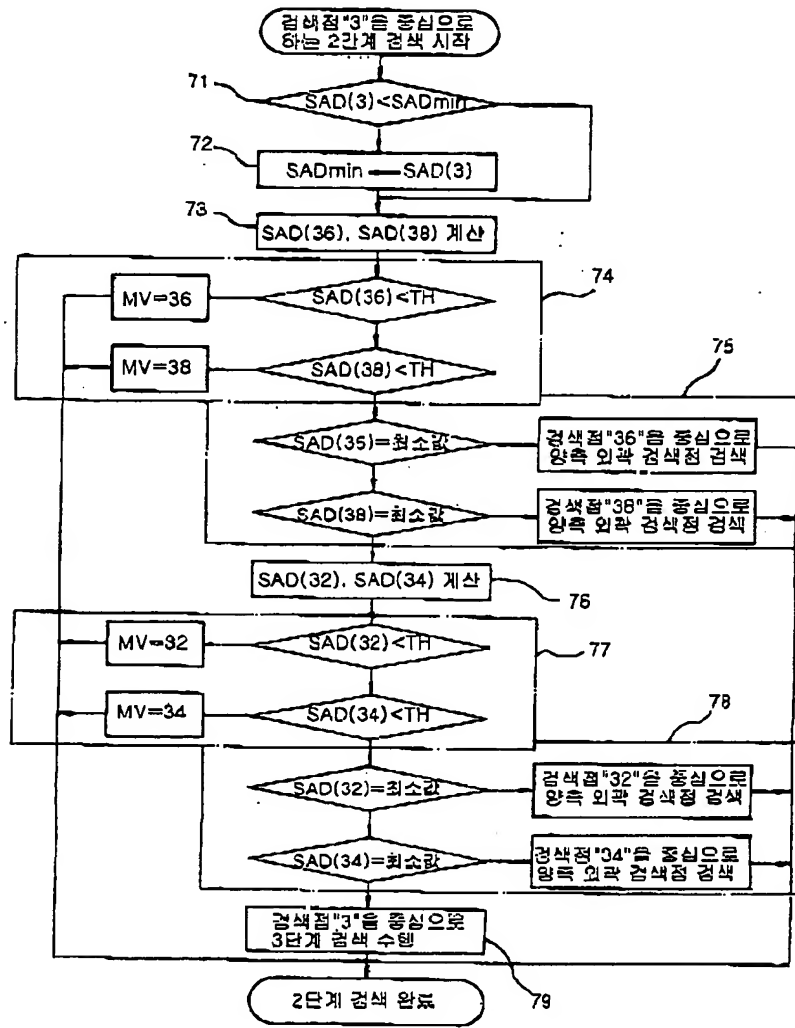 검색점"3"을 중심으로
하는 2단계 검색 시작
71
SAD(3)<SADmin
72
SADmin ← SAD(3)
73
SAD(36), SAD(38) 계산
74
MV=36
SAD(36)<TH
MV=38
SAD(38)<TH
75
SAD(36)=최소값
검색점"36"을 중심으로
양측 외곽 검색점 검색
SAD(38)=최소값
검색점"38"을 중심으로
양측 외곽 검색점 검색
SAD(32), SAD(34) 계산
76
MV=32
SAD(32)<TH
77
MV=34
SAD(34)<TH
78
SAD(32)=최소값
검색점"32"을 중심으로
양측 외곽 검색점 검색
SAD(34)=최소값
검색점"34"을 중심으로
양측 외곽 검색점 검색
검색점"3"을 중심으로
3단계 검색 수행
79
2단계 검색 완료